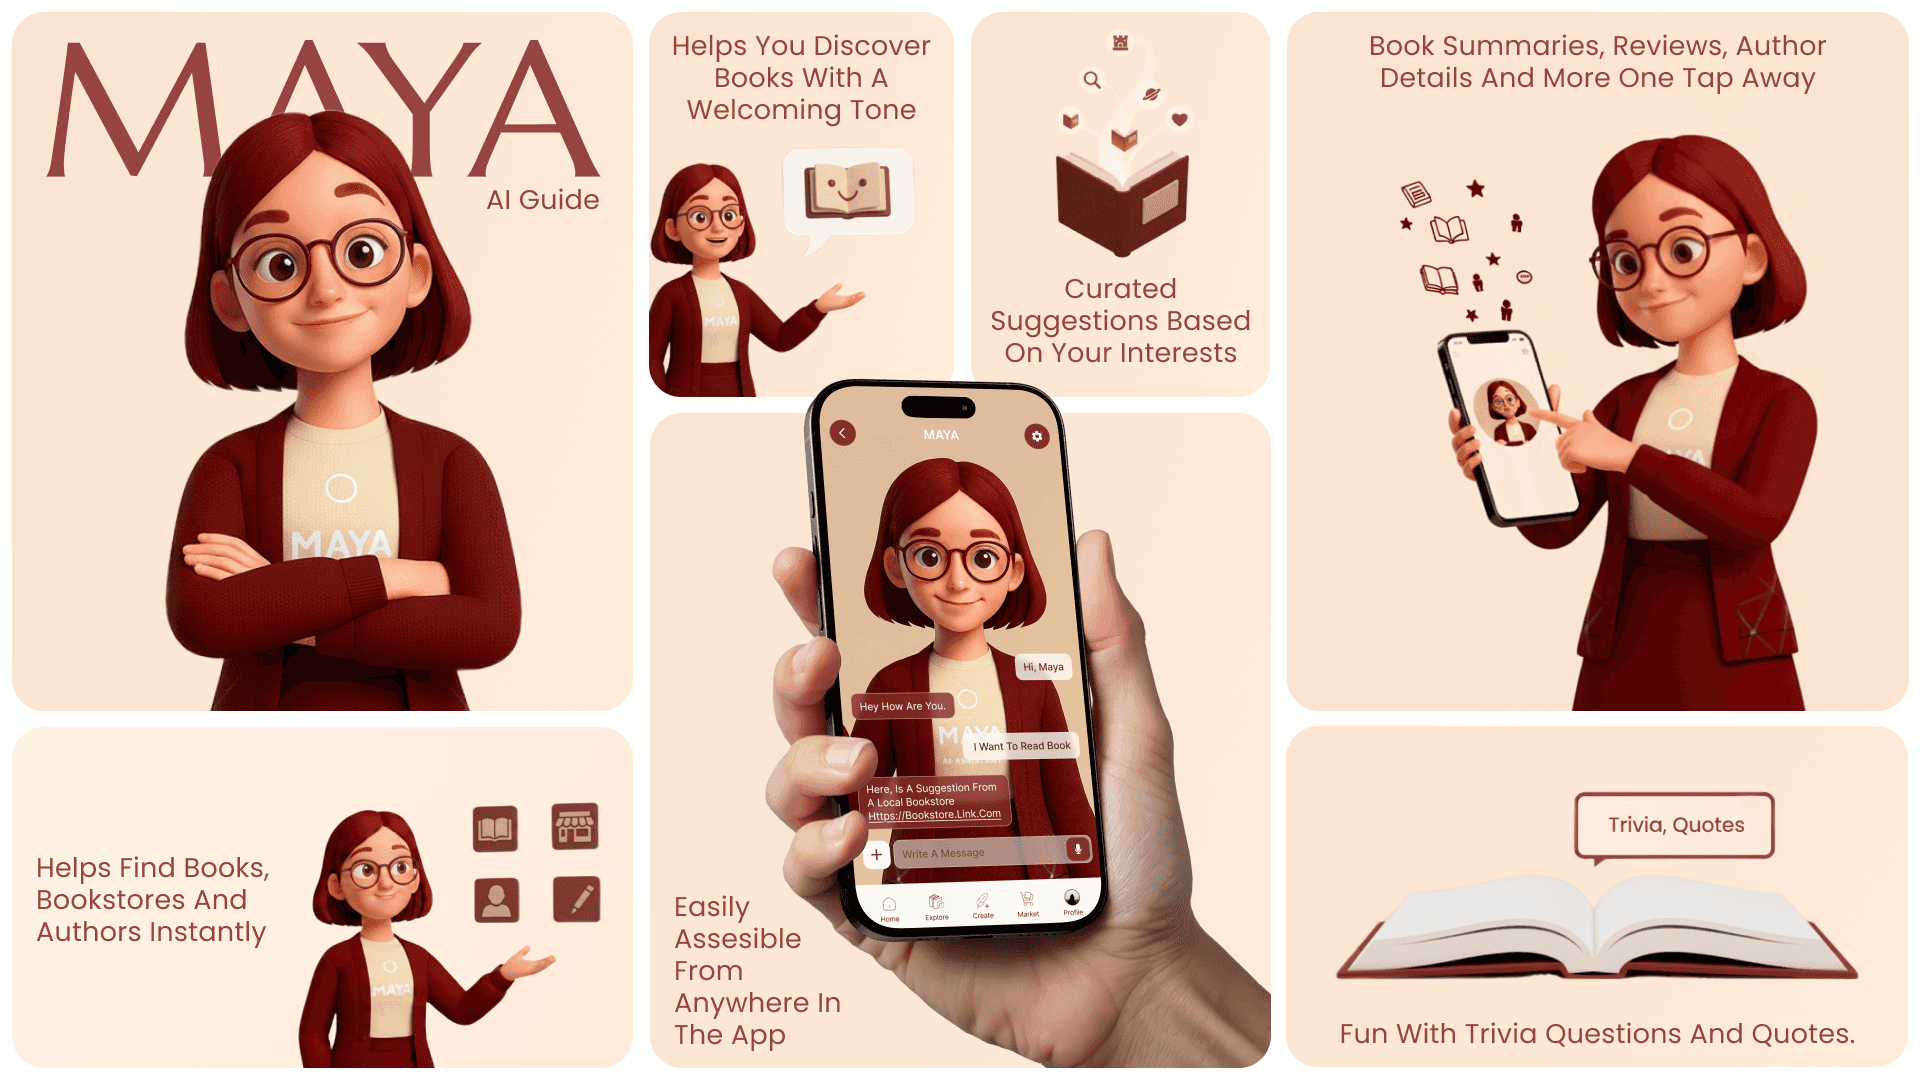 MAYA
AI Guide
MAYA
Helps You Discover
Books With A
Welcoming Tone
MAYA
Curated
Suggestions Based
On Your Interests
Book Summaries, Reviews, Author
Details And More One Tap Away
MAYA
MAYA
Hi, Maya
Hey How Are You.
MAYA
I Want To Read Book
AI ASSISTANT
Here, Is A Suggestion From
A Local Bookstore
Https://Bookstore.Link.Com
Write A Message
Home
Explore
Create
Market
Profile
Easily
Assesible
From
Anywhere In
The App
Helps Find Books,
Bookstores And
Authors Instantly
MAYA
Trivia, Quotes
Fun With Trivia Questions And Quotes.